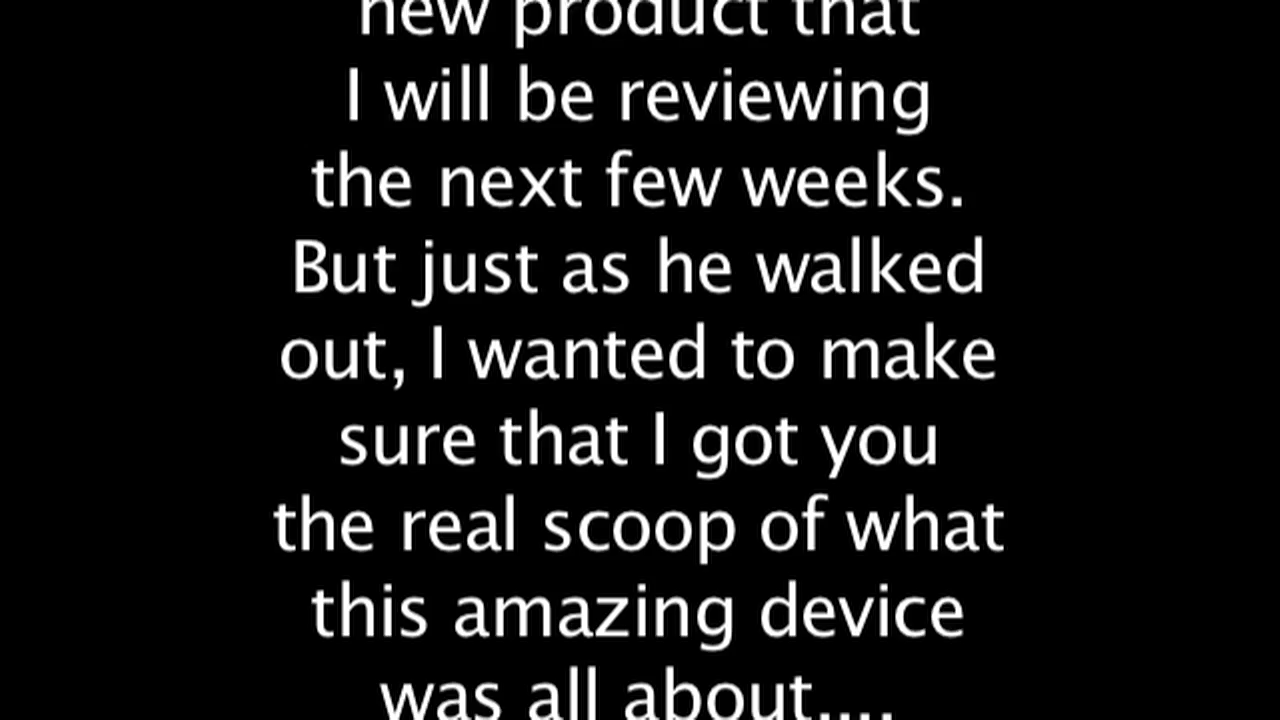 new product that
I will be reviewing
the next few weeks.
But just as he walked
out, I wanted to make
sure that I got you
the real scoop of what
this amazing device
was all about....